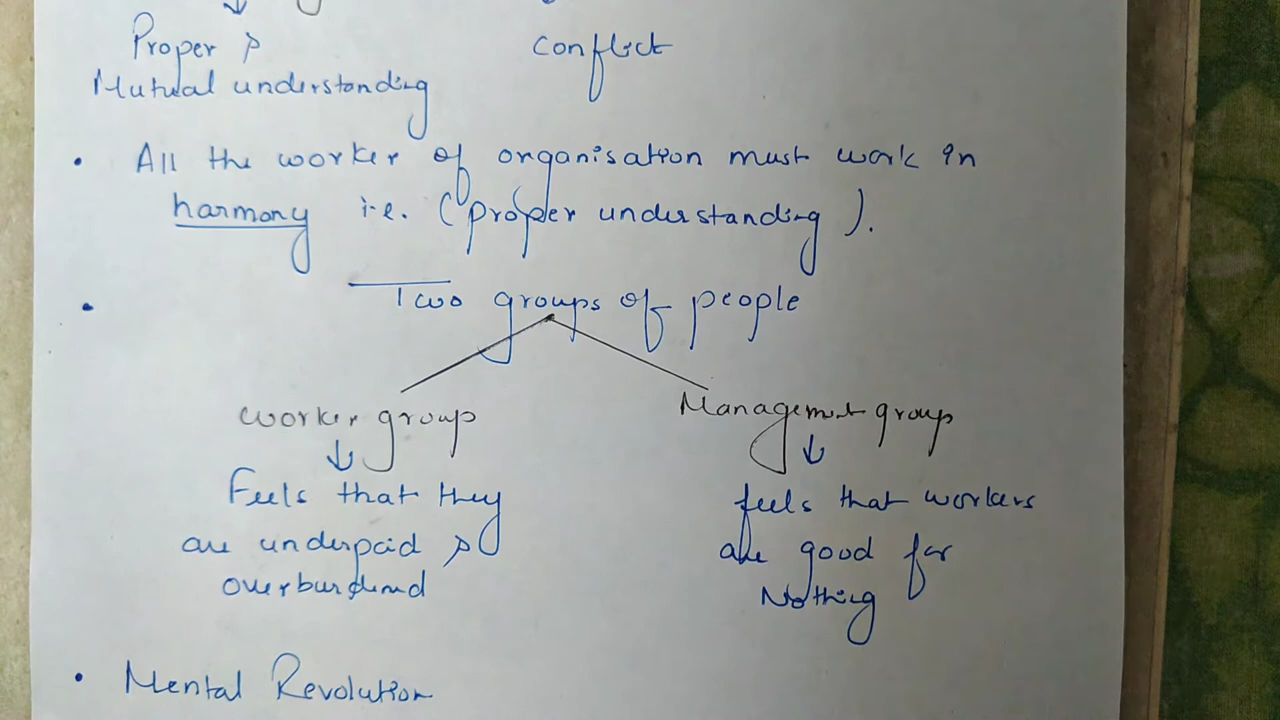 Proper &
Conflict
Mutual understanding
• All the worker of organisation must work in
harmony i.e. (proper understanding).
• Two groups of people
Worker group
Management group
Feels that they
are underpaid &
overburdened
feels that workers
are good for
Nothing
• Mental Revolution